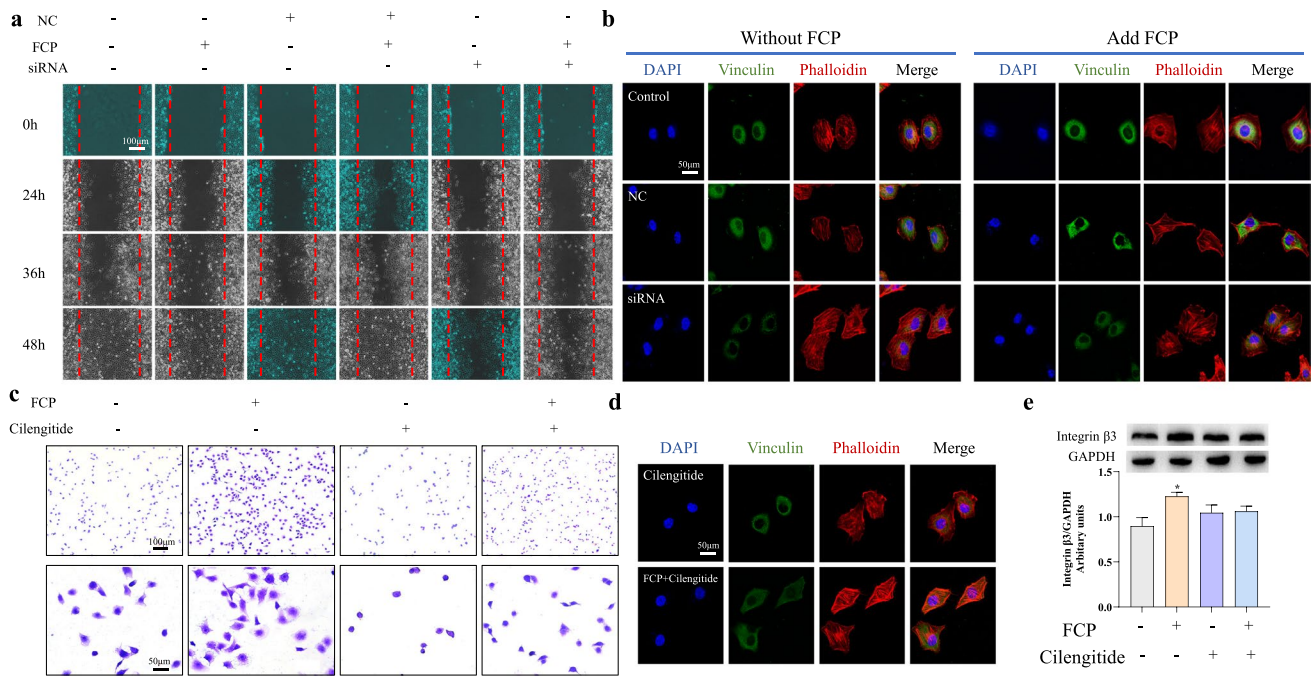 a
NC - - + + - -
FCP - + - + - +
siRNA - - - - + +
0h
100μm
24h
36h
48h
b
Without FCP
Add FCP
DAPI Vinculin Phalloidin Merge
DAPI Vinculin Phalloidin Merge
Control
50μm
NC
siRNA
c
FCP - + - +
Cilengitide - - + +
100μm
50μm
d
DAPI Vinculin Phalloidin Merge
Cilengitide
50μm
FCP+Cilengitide
e
Integrin β3
GAPDH
Integrin β3/GAPDH
Arbitary units
1.5
1.0
0.5
0.0
*
FCP - + - +
Cilengitide - - + +